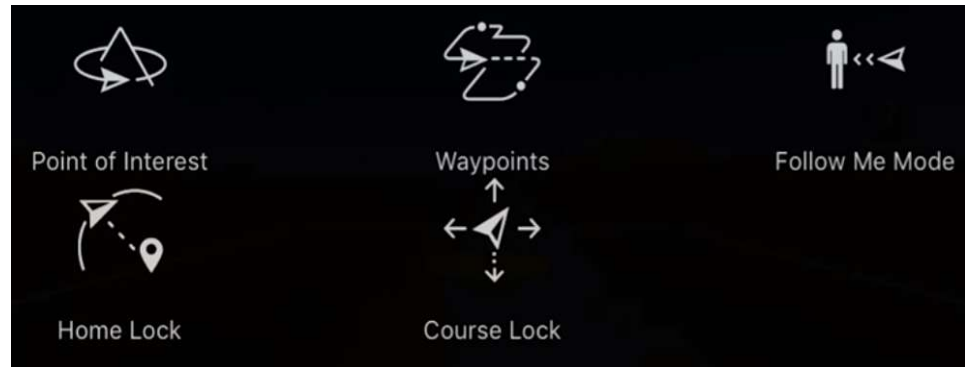 Point of Interest
Waypoints
Follow Me Mode
Home Lock
Course Lock